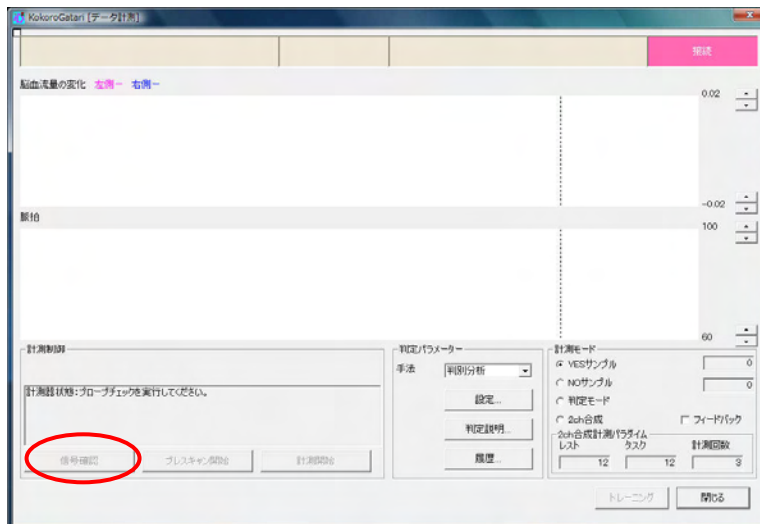 KokoroGatari [データ計測]
接続
脳血流量の変化 左側ー 右側ー
0.02
-0.02
脈拍
100
60
計測制御
計測器状態:プローブチェックを実行してください。
信号確認 プレスキャン開始 計測開始
判定パラメーター
手法 判別分析
設定...
判定説明...
履歴...
計測モード
YESサンプル 0
NOサンプル 0
判定モード
2ch合成 フィードバック
2ch合成計測パラダイム
レスト タスク 計測回数
12 12 3
トレーニング 閉じる